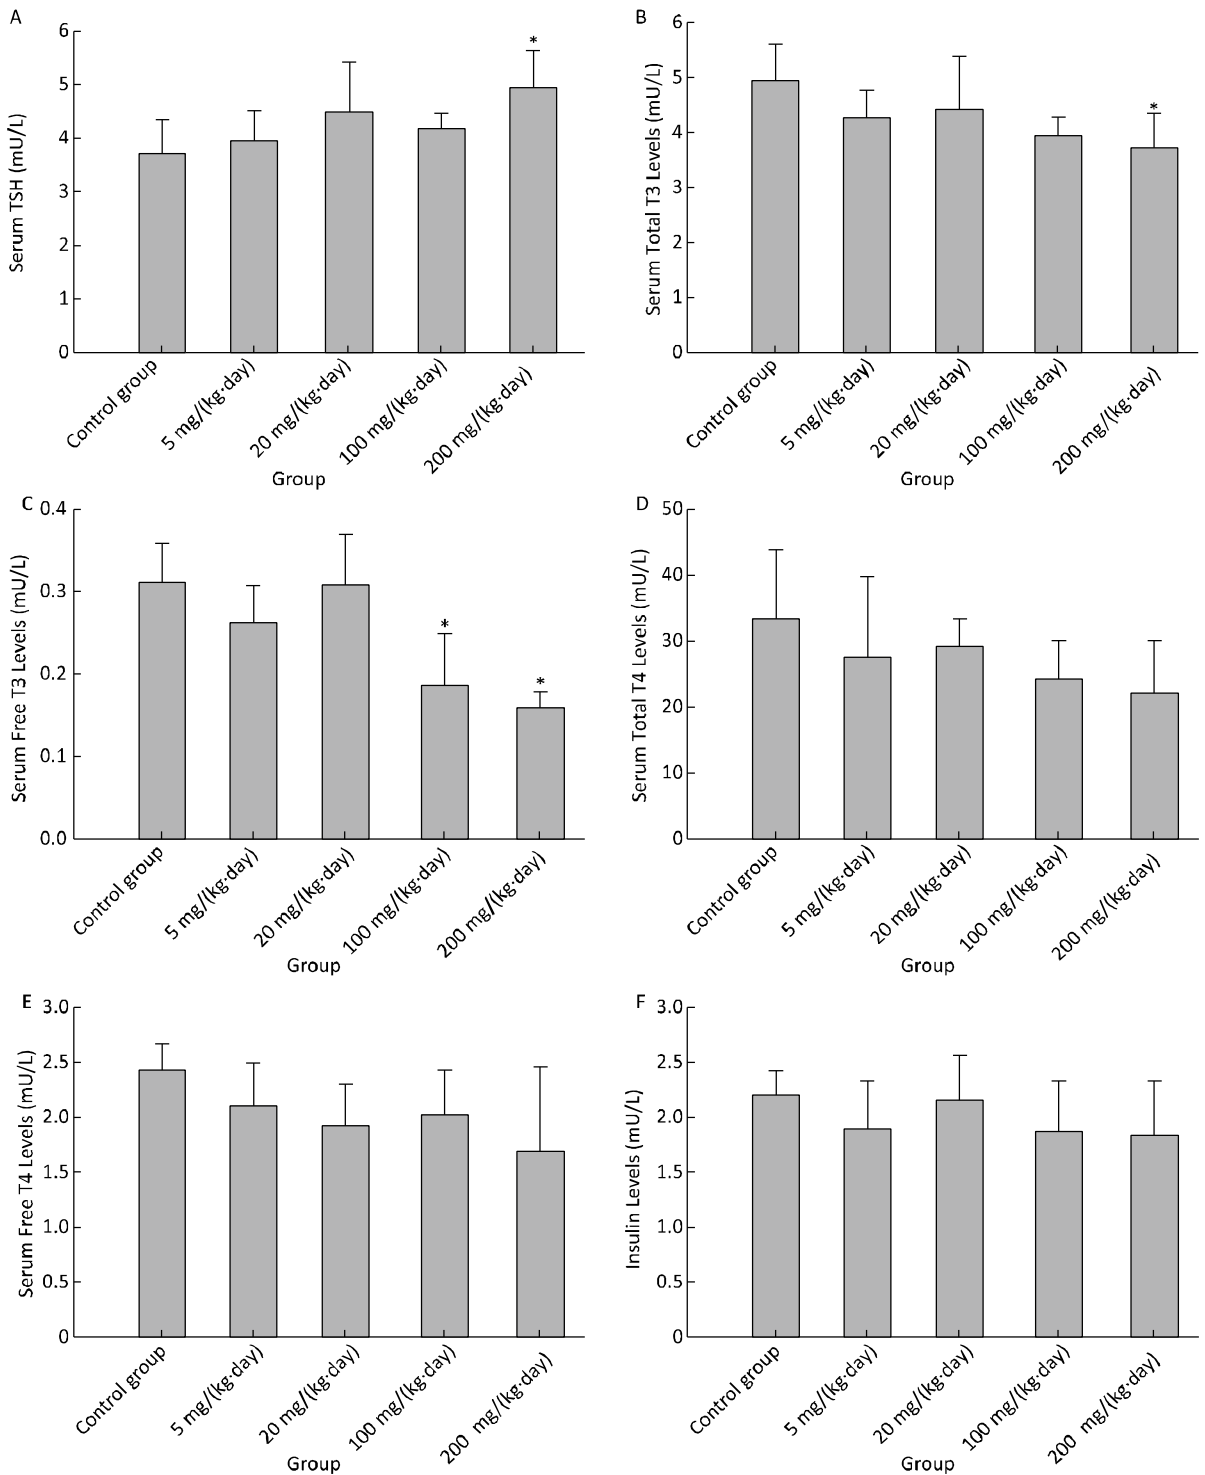 A
Serum TSH (mU/L)
6
5
4
3
2
1
0
*
Control group
5 mg/(kg·day)
20 mg/(kg·day)
100 mg/(kg·day)
200 mg/(kg·day)
Group
B
Serum Total T3 Levels (mU/L)
6
5
4
3
2
1
0
*
Control group
5 mg/(kg·day)
20 mg/(kg·day)
100 mg/(kg·day)
200 mg/(kg·day)
Group
C
Serum Free T3 Levels (mU/L)
0.4
0.3
0.2
0.1
0.0
*
*
Control group
5 mg/(kg·day)
20 mg/(kg·day)
100 mg/(kg·day)
200 mg/(kg·day)
Group
D
Serum Total T4 Levels (mU/L)
50
40
30
20
10
0
Control group
5 mg/(kg·day)
20 mg/(kg·day)
100 mg/(kg·day)
200 mg/(kg·day)
Group
E
Serum Free T4 Levels (mU/L)
3.0
2.5
2.0
1.5
1.0
0.5
0
Control group
5 mg/(kg·day)
20 mg/(kg·day)
100 mg/(kg·day)
200 mg/(kg·day)
Group
F
Insulin Levels (mU/L)
3.0
2.5
2.0
1.5
1.0
0.5
0
Control group
5 mg/(kg·day)
20 mg/(kg·day)
100 mg/(kg·day)
200 mg/(kg·day)
Group